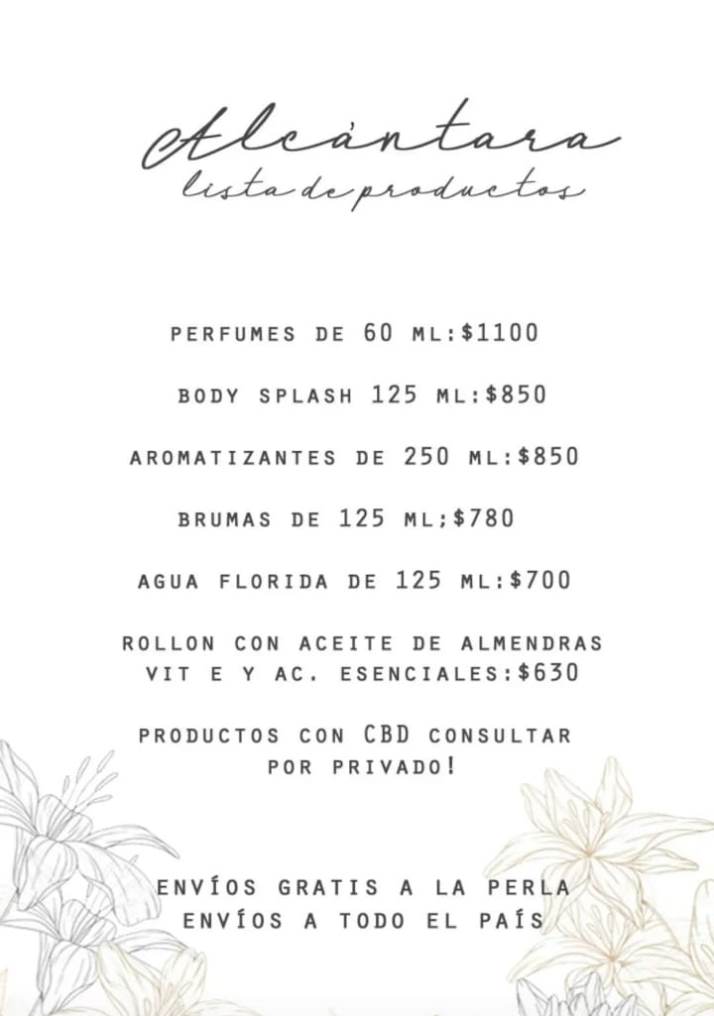 Alcántara
lista de productos
PERFUMES DE 60 ML:$1100
BODY SPLASH 125 ML:$850
AROMATIZANTES DE 250 ML:$850
BRUMAS DE 125 ML;$780
AGUA FLORIDA DE 125 ML:$700
ROLLON CON ACEITE DE ALMENDRAS
VIT E Y AC. ESENCIALES:$630
PRODUCTOS CON CBD CONSULTAR
POR PRIVADO!
ENVÍOS GRATIS A LA PERLA
ENVÍOS A TODO EL PAÍS